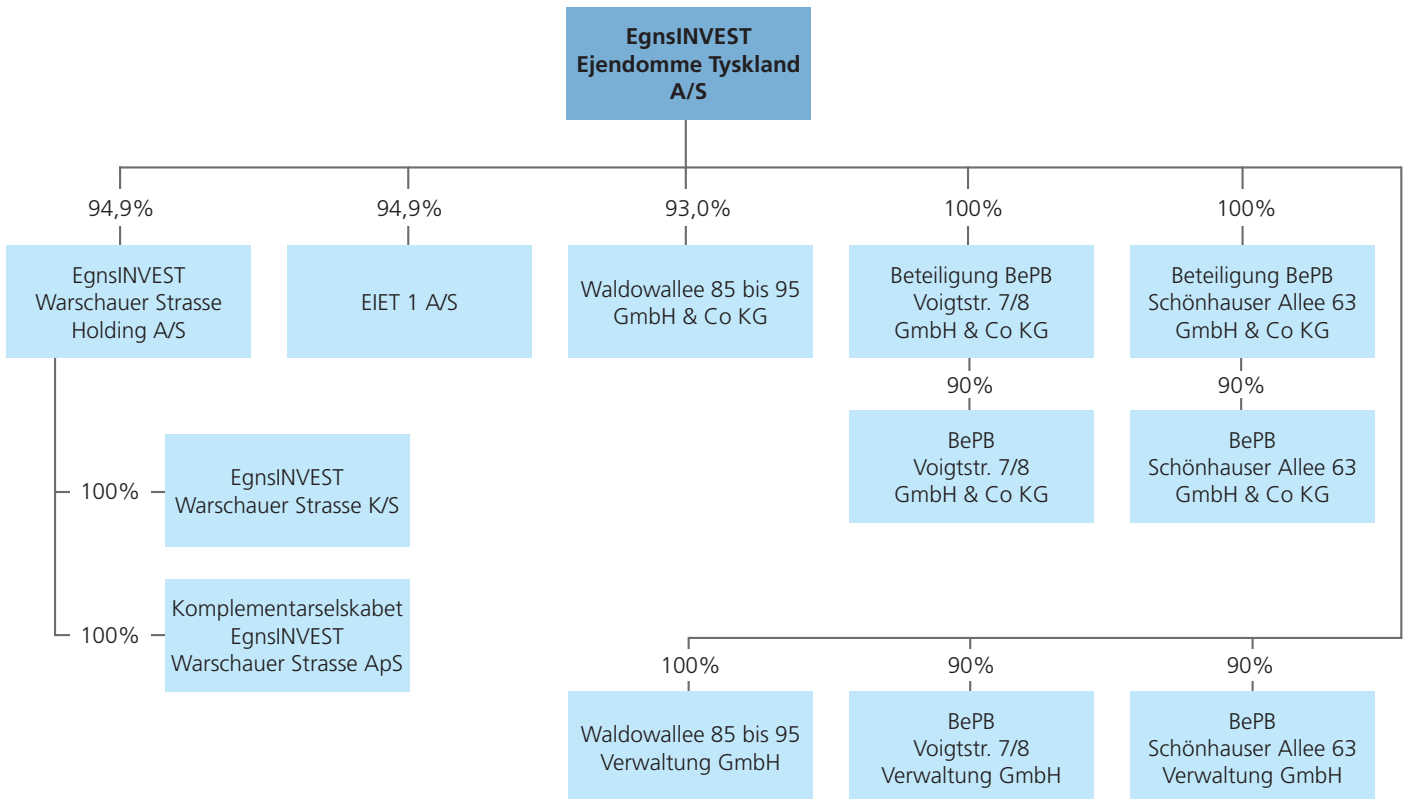 EgnsINVEST
Ejendomme Tyskland
A/S
94,9%
94,9%
93,0%
100%
100%
EgnsINVEST
Warschauer Strasse
Holding A/S
EIET 1 A/S
Waldowallee 85 bis 95
GmbH & Co KG
Beteiligung BePB
Voigtstr. 7/8
GmbH & Co KG
Beteiligung BePB
Schönhauser Allee 63
GmbH & Co KG
90%
90%
BePB
Voigtstr. 7/8
GmbH & Co KG
BePB
Schönhauser Allee 63
GmbH & Co KG
100%
EgnsINVEST
Warschauer Strasse K/S
100%
Komplementarselskabet
EgnsINVEST
Warschauer Strasse ApS
100%
90%
90%
Waldowallee 85 bis 95
Verwaltung GmbH
BePB
Voigtstr. 7/8
Verwaltung GmbH
BePB
Schönhauser Allee 63
Verwaltung GmbH